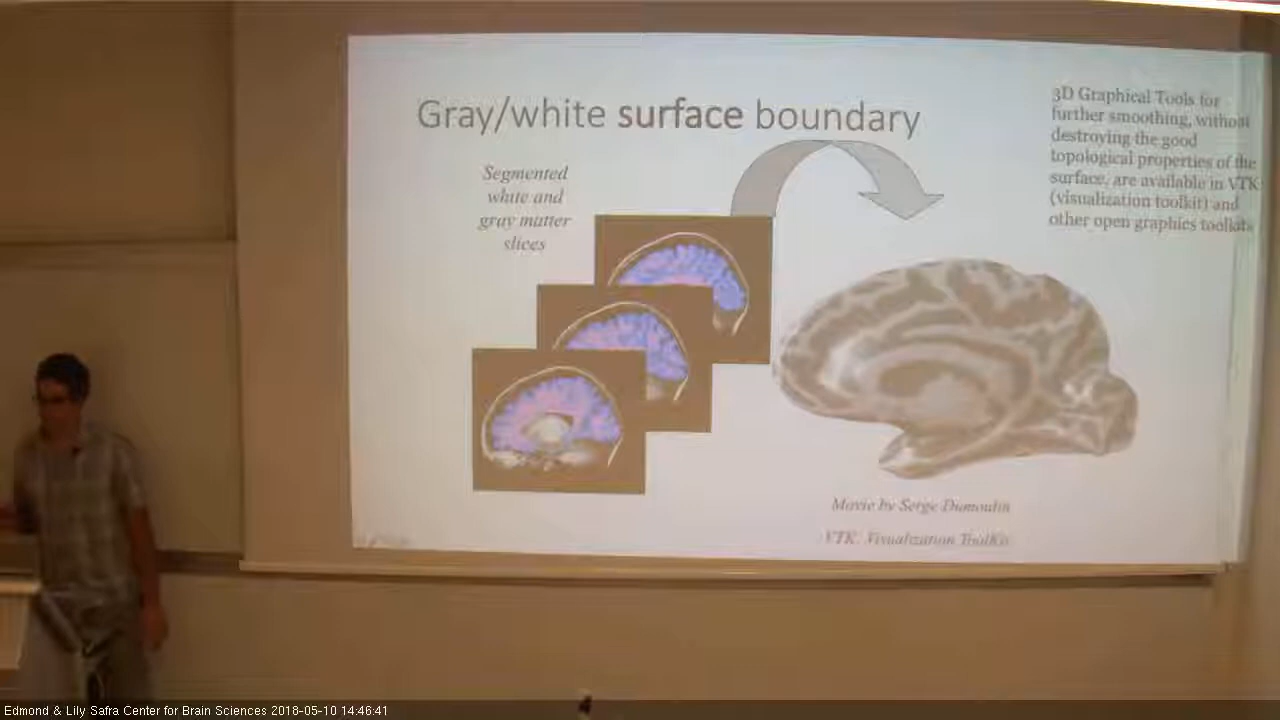 Gray/white surface boundary
Segmented
white and
gray matter
slices
3D Graphical Tools for
further smoothing, without
destroying the good
topological properties of the
surface, are available in VTK
(visualization toolkit) and
other open graphics toolkits
Movie by Serge Dumoulin
VTK: Visualization ToolKit
Edmond & Lily Safra Center for Brain Sciences 2018-05-10 14:46:41